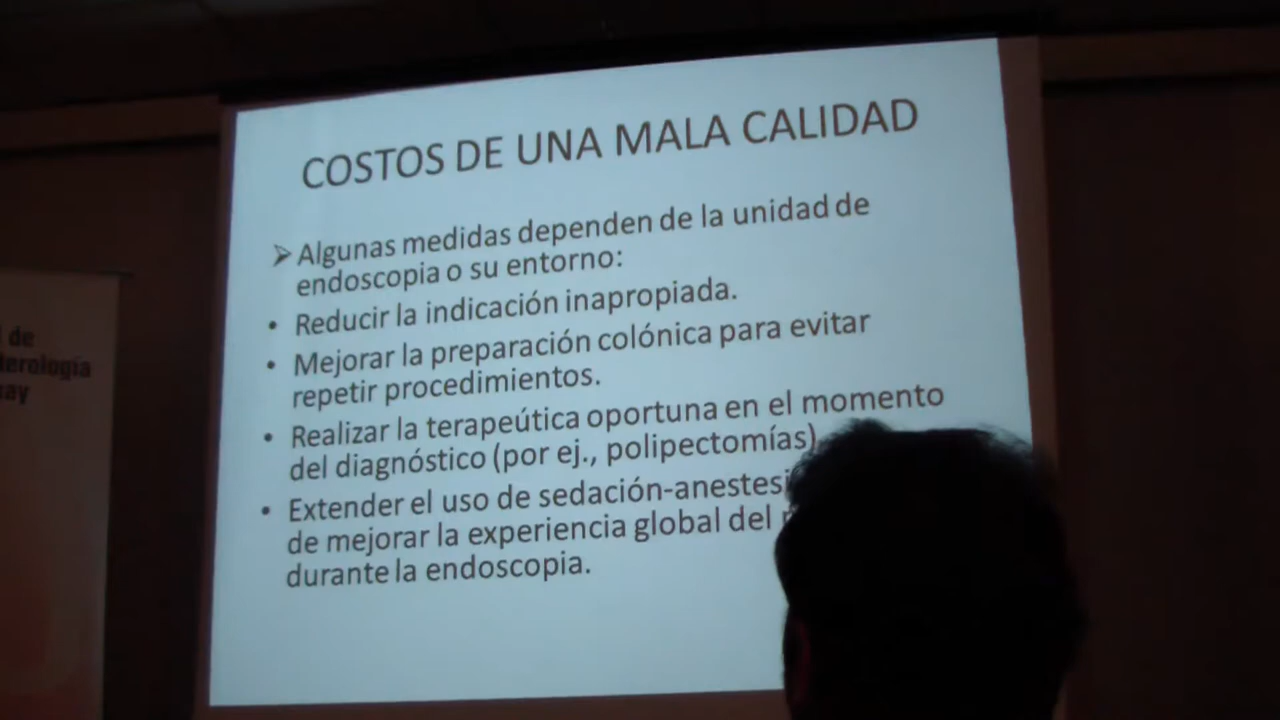 COSTOS DE UNA MALA CALIDAD
➢ Algunas medidas dependen de la unidad de
endoscopia o su entorno:
• Reducir la indicación inapropiada.
• Mejorar la preparación colónica para evitar
repetir procedimientos.
• Realizar la terapeútica oportuna en el momento
del diagnóstico (por ej., polipectomías)
• Extender el uso de sedación-anestesi
de mejorar la experiencia global del
durante la endoscopia.
de
terología
ay